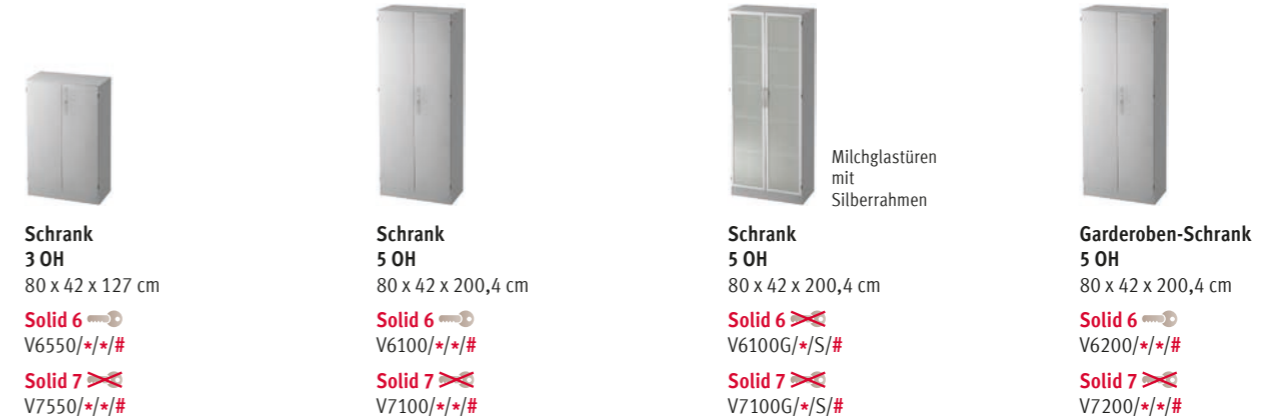 Milchglastüren
mit
Silberrahmen
Schrank
3 OH
80 x 42 x 127 cm
Solid 6
V6550/*/*/#
Solid 7
V7550/*/*/#
Schrank
5 OH
80 x 42 x 200,4 cm
Solid 6
V6100/*/*/#
Solid 7
V7100/*/*/#
Schrank
5 OH
80 x 42 x 200,4 cm
Solid 6
V6100G/*/S/#
Solid 7
V7100G/*/S/#
Garderoben-Schrank
5 OH
80 x 42 x 200,4 cm
Solid 6
V6200/*/*/#
Solid 7
V7200/*/*/#